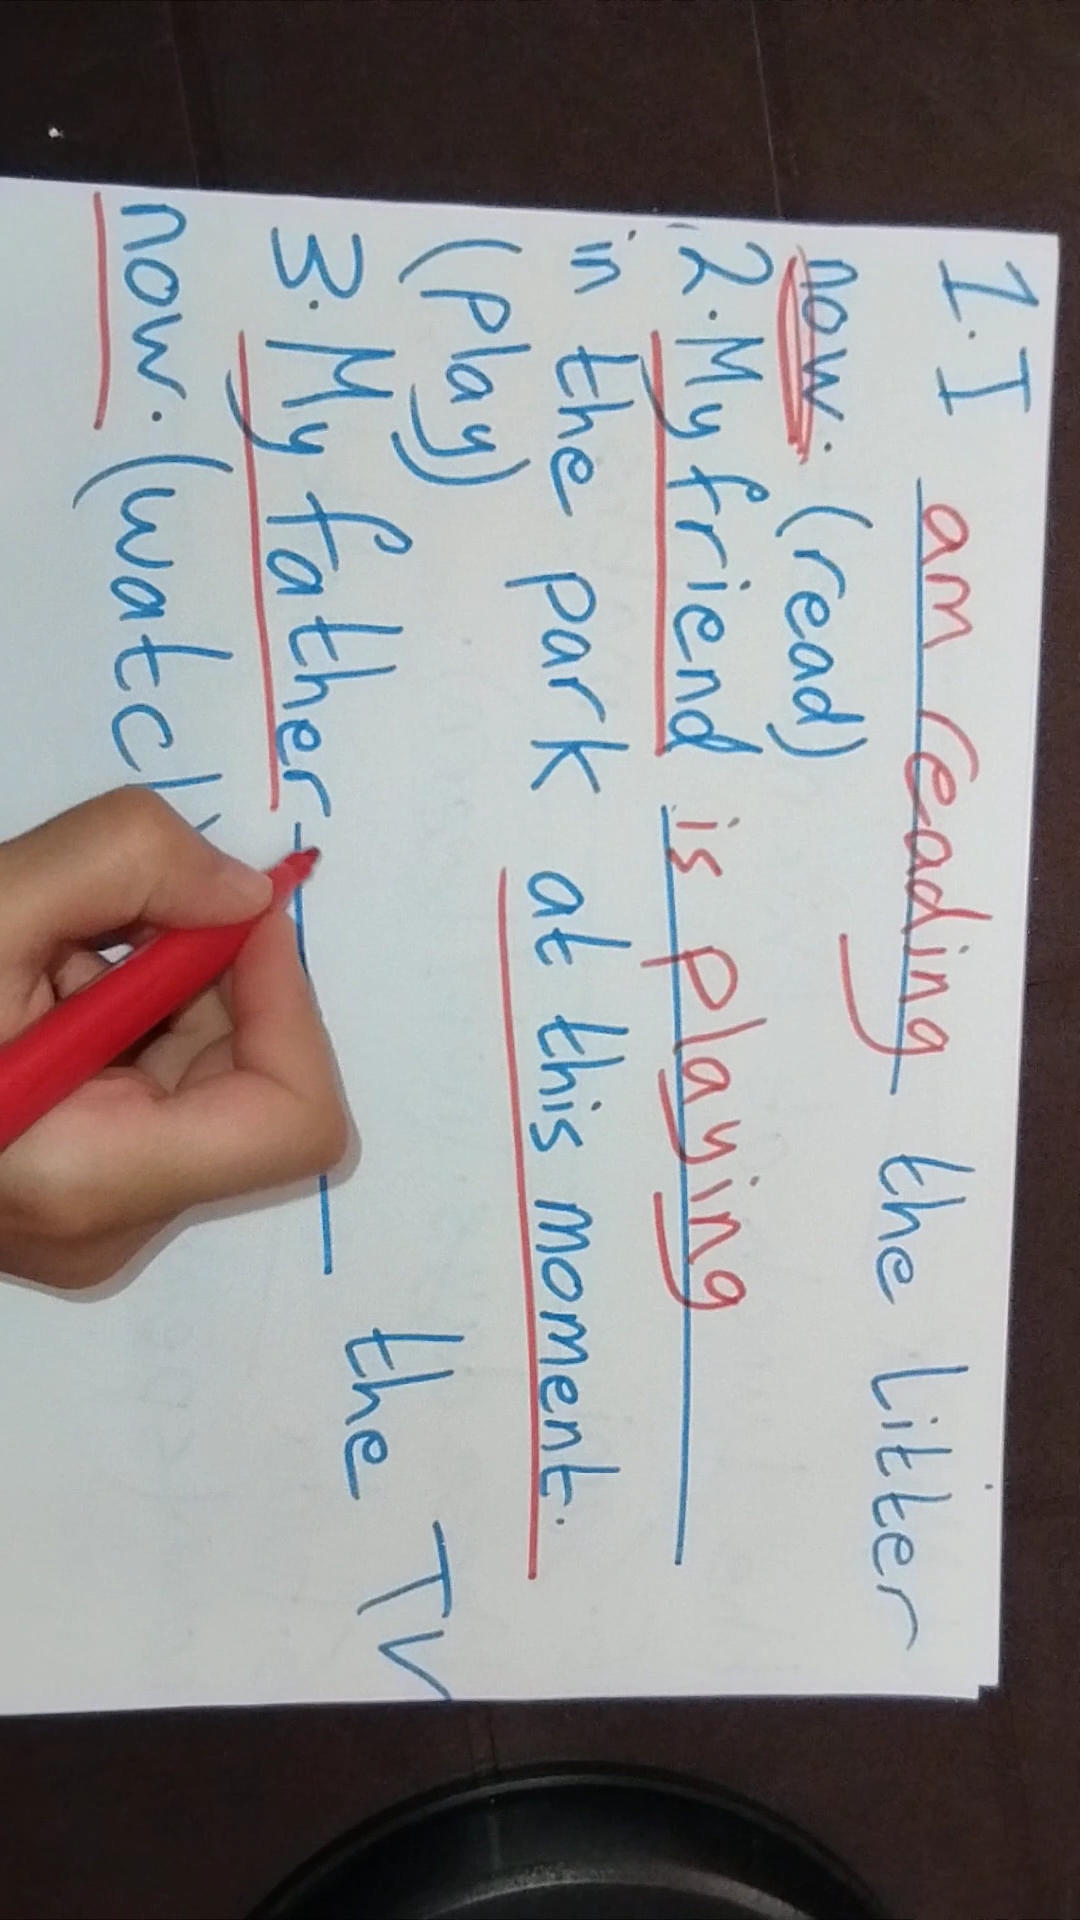 1. I am reading the Litter
now. (read)
2. My friend is playing
in the park at this moment.
(play)
3. My father the TV
now. (watch